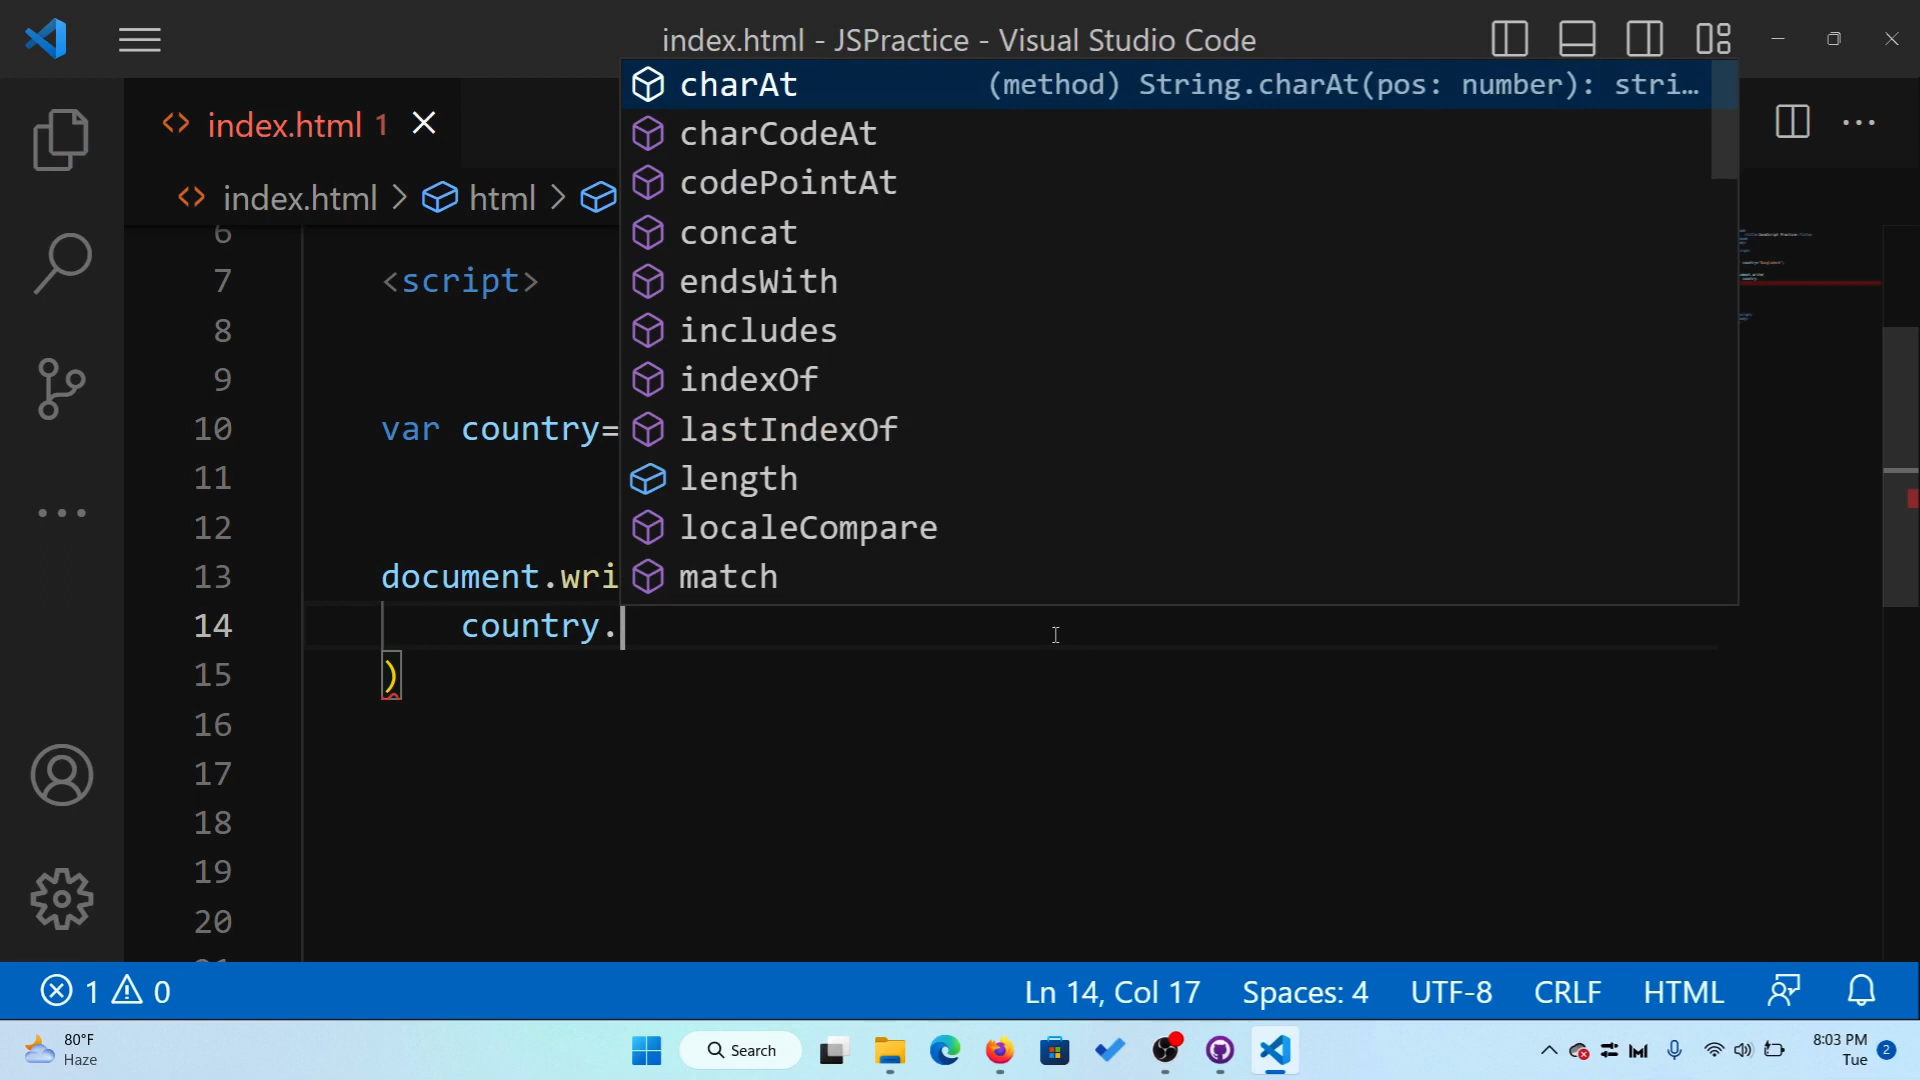 index.html - JSPractice - Visual Studio Code
index.html 1
index.html > html >
charAt (method) String.charAt(pos: number): stri…
charCodeAt
codePointAt
concat
endsWith
includes
indexOf
lastIndexOf
length
localeCompare
match
6
7 <script>
8
9
10 var country=
11
12
13 document.wri
14 country.
15 )
16
17
18
19
20
1 0
Ln 14, Col 17 Spaces: 4 UTF-8 CRLF HTML
80°F
Haze
Search
8:03 PM
Tue
2